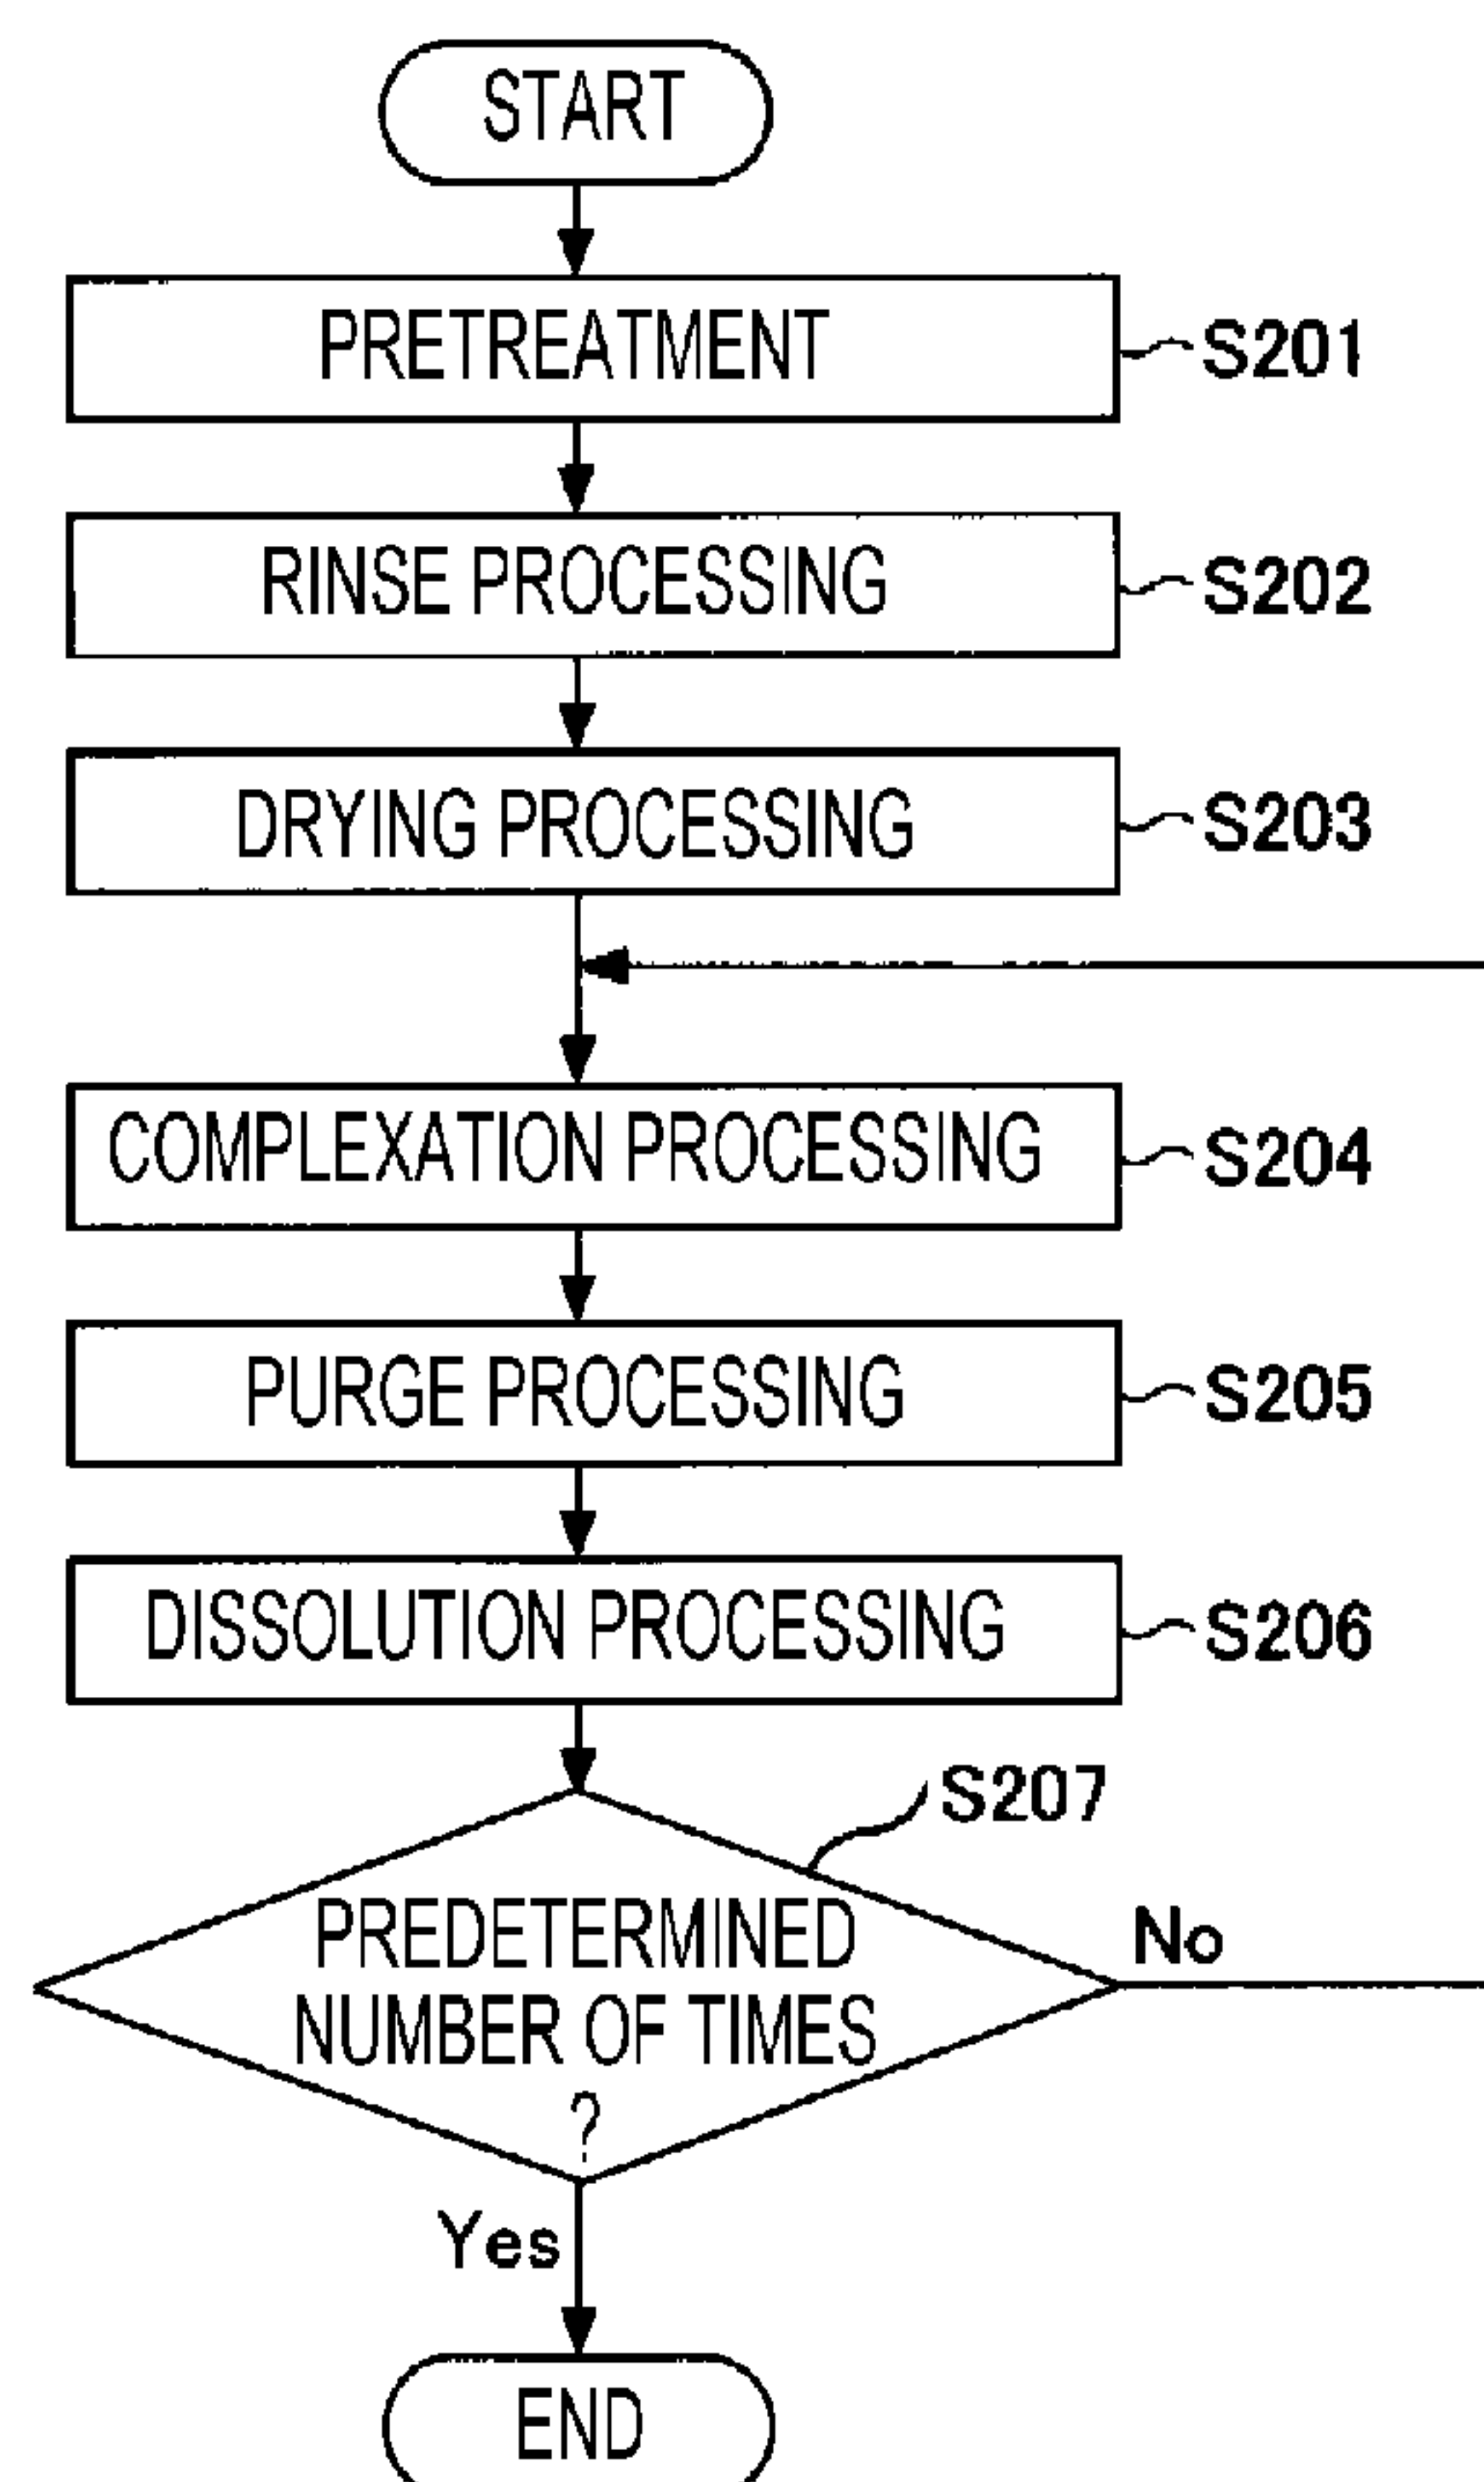 START
PRETREATMENT
S201
RINSE PROCESSING
S202
DRYING PROCESSING
S203
COMPLEXATION PROCESSING
S204
PURGE PROCESSING
S205
DISSOLUTION PROCESSING
S206
S207
PREDETERMINED
NUMBER OF TIMES
?
No
Yes
END